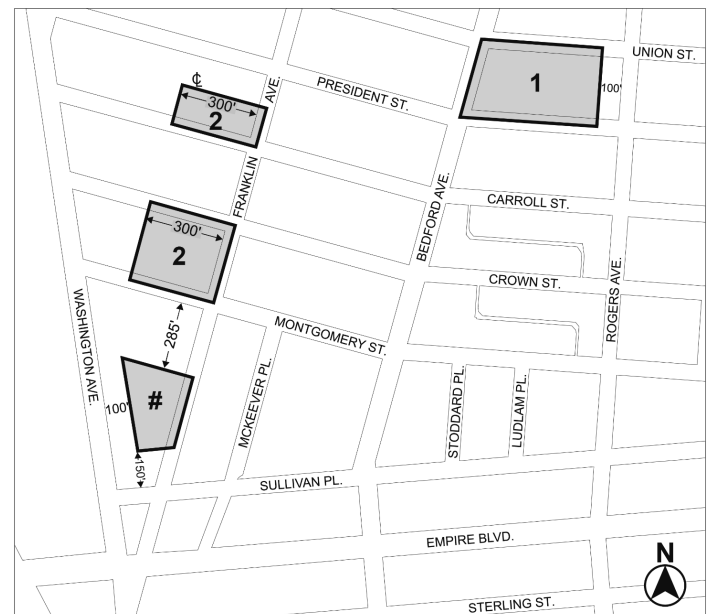 UNION ST.
PRESIDENT ST.
AVE.
FRANKLIN
℄
300'
2
1
100'
BEDFORD AVE.
CARROLL ST.
300'
2
CROWN ST.
ROGERS AVE.
WASHINGTON AVE.
285'
MONTGOMERY ST.
MCKEEVER PL.
STODDARD PL.
LUDLAM PL.
100'
#
150'
SULLIVAN PL.
EMPIRE BLVD.
N
STERLING ST.